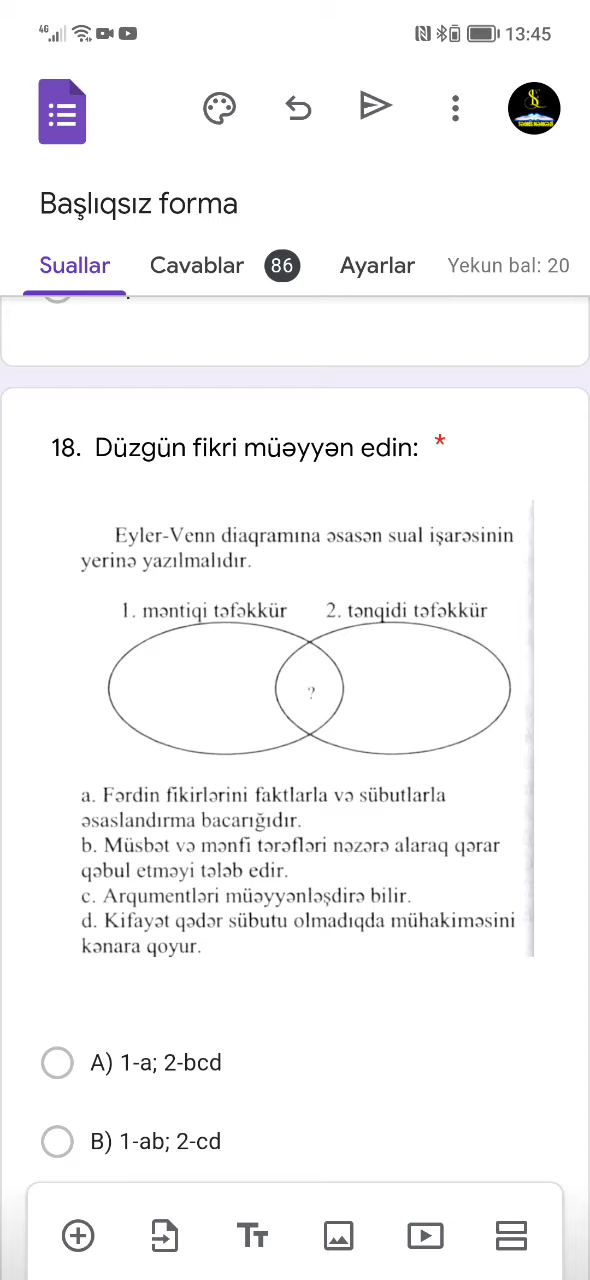 4G
13:45
Başlıqsız forma
Suallar Cavablar 86 Ayarlar Yekun bal: 20
18. Düzgün fikri müəyyən edin: *
Eyler-Venn diaqramına əsasən sual işarəsinin
yerinə yazılmalıdır.
1. məntiqi təfəkkür 2. tənqidi təfəkkür
?
a. Fərdin fikirlərini faktlarla və sübutlarla
əsaslandırma bacarığıdır.
b. Müsbət və mənfi tərəfləri nəzərə alaraq qərar
qəbul etməyi tələb edir.
c. Arqumentləri müəyyənləşdirə bilir.
d. Kifayət qədər sübutu olmadıqda mühakiməsini
kənara qoyur.
A) 1-a; 2-bcd
B) 1-ab; 2-cd
Tт